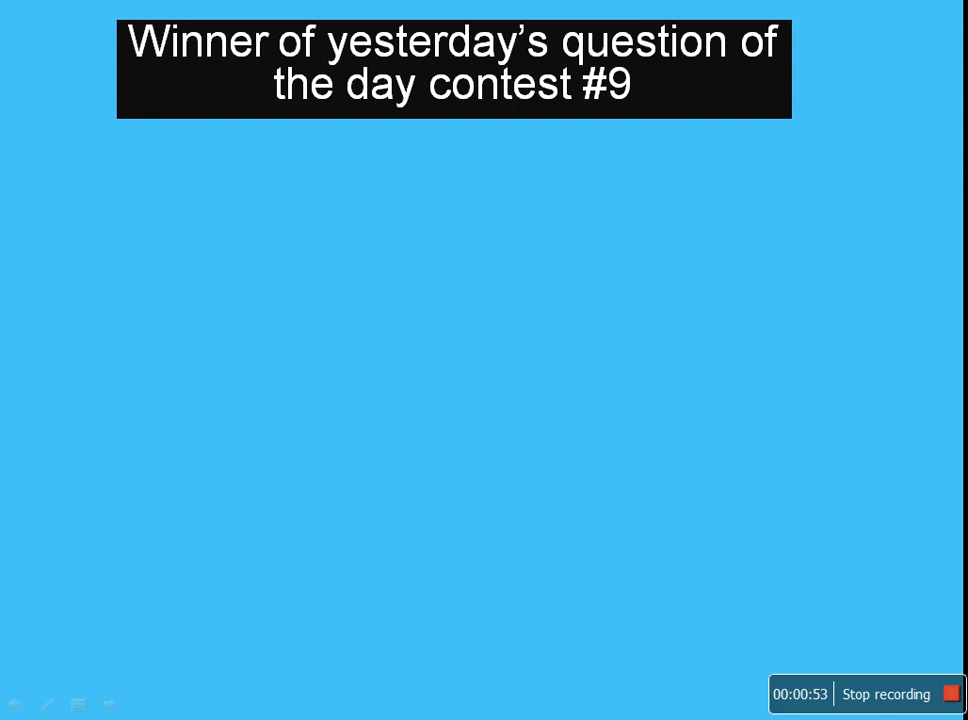 Winner of yesterday’s question of
the day contest #9
00:00:53 Stop recording